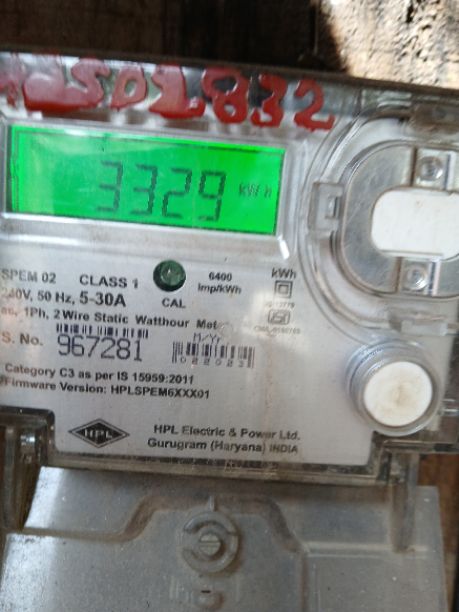 3329 kWh
SPEM 02 CLASS 1
240V, 50 Hz, 5-30A
CAL
6400
imp/kWh
kWh
1Ph, 2 Wire Static Watthour
S. No. 967281
M/Yr
Category C3 as per IS 15959:2011
Firmware Version: HPLSPEM6XXX01
HPL
HPL Electric & Power Ltd.
Gurugram (Haryana) INDIA